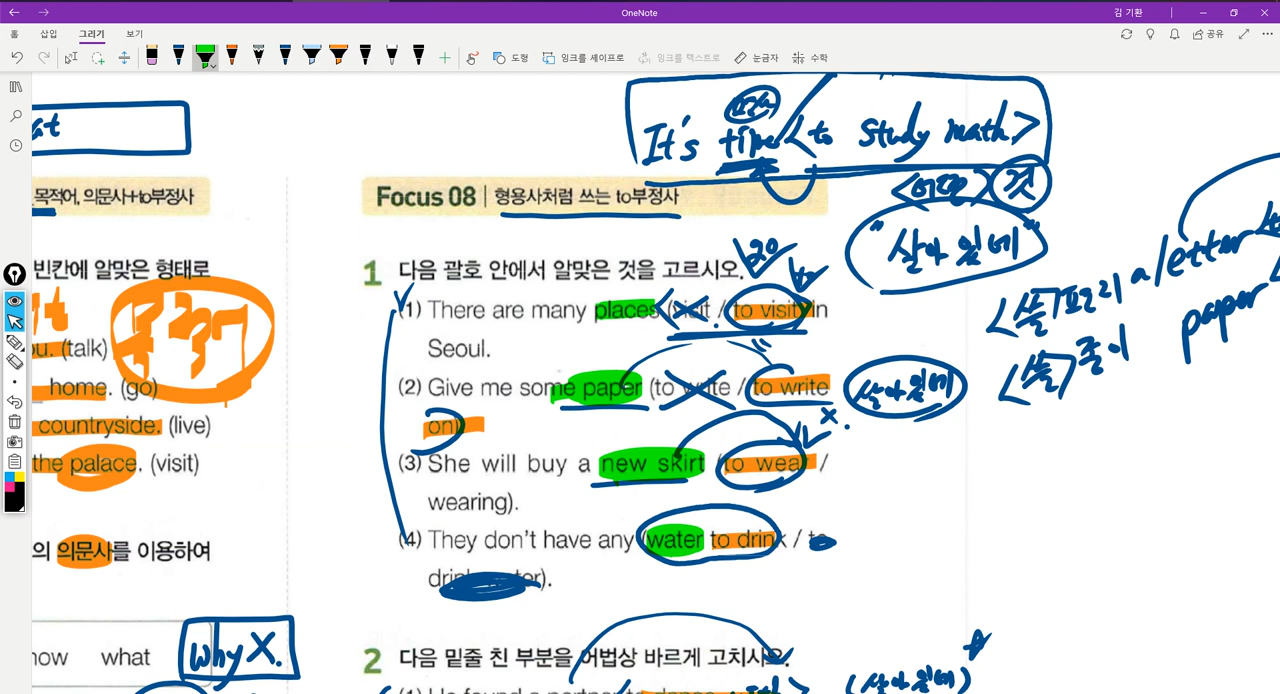 OneNote
김 기환
홈 삽입 그리기 보기
공유
도형 잉크를 셰이프로 잉크를 텍스트로 눈금자 수학
It's time <to study math>
at
목적어, 의문사+to부정사
Focus 08 형용사처럼 쓰는 to부정사
것
"살아있네"
빈칸에 알맞은 형태로
1 다음 괄호 안에서 알맞은 것을 고르시오.
a letter
(1) There are many places (visit / to visit) in
Seoul.
paper
<쓸> 종이
u. (talk)
home. (go)
(2) Give me some paper (to write / to write
살아있네
on).
countryside. (live)
the palace. (visit)
(3) She will buy a new skirt (to wear /
wearing).
(4) They don't have any (water to drink / to
의 의문사를 이용하여
how what
Why X.
2 다음 밑줄 친 부분을 어법상 바르게 고치시오.
(살아있네)